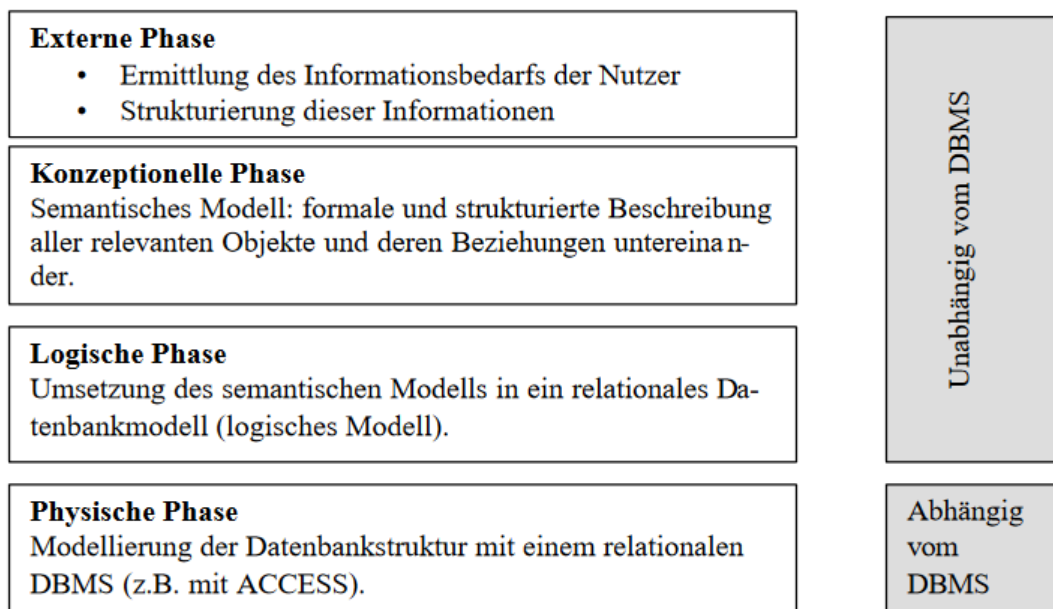 Externe Phase
• Ermittlung des Informationsbedarfs der Nutzer
• Strukturierung dieser Informationen
Konzeptionelle Phase
Semantisches Modell: formale und strukturierte Beschreibung
aller relevanten Objekte und deren Beziehungen untereinan-
der.
Logische Phase
Umsetzung des semantischen Modells in ein relationales Da-
tenbankmodell (logisches Modell).
Physische Phase
Modellierung der Datenbankstruktur mit einem relationalen
DBMS (z.B. mit ACCESS).
Unabhängig vom DBMS
Abhängig
vom
DBMS